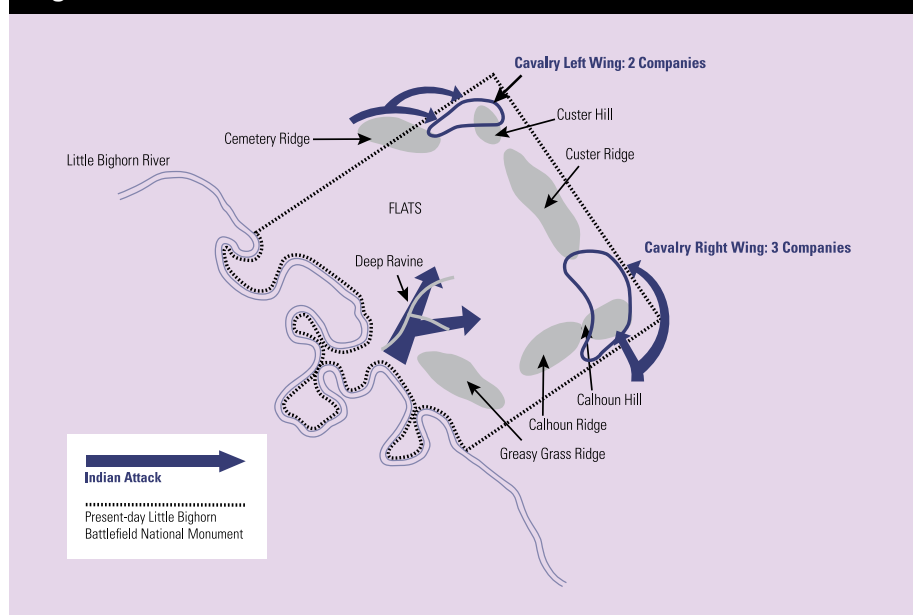 Cavalry Left Wing: 2 Companies
Custer Hill
Cemetery Ridge
Custer Ridge
Little Bighorn River
FLATS
Cavalry Right Wing: 3 Companies
Deep Ravine
Calhoun Hill
Calhoun Ridge
Greasy Grass Ridge
Indian Attack
Present-day Little Bighorn
Battlefield National Monument